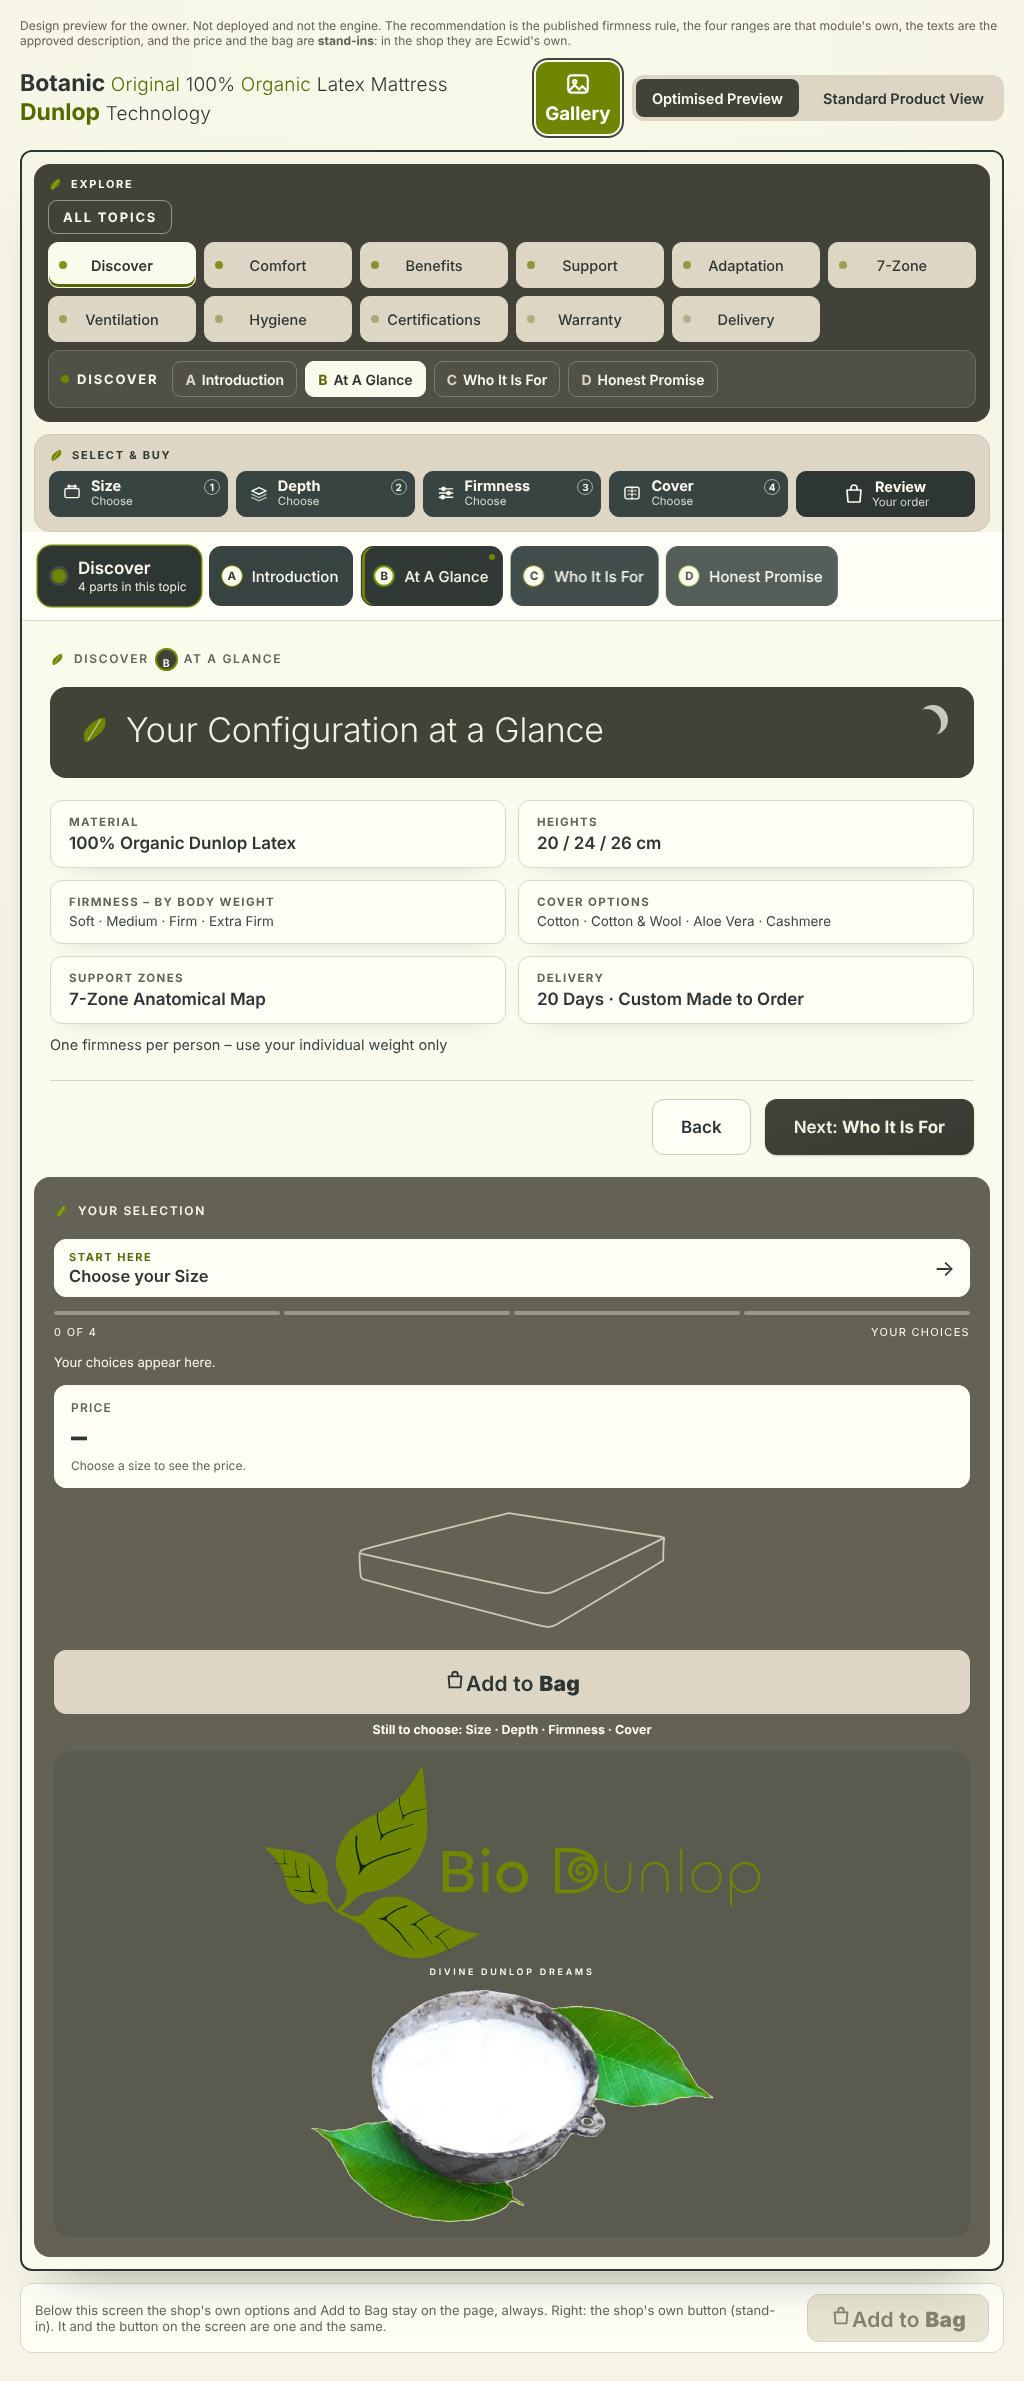 Design preview for the owner. Not deployed and not the engine. The recommendation is the published firmness rule, the four ranges are that module's own, the texts are the
approved description, and the price and the bag are stand-ins: in the shop they are Ecwid's own.
Botanic Original 100% Organic Latex Mattress
Dunlop Technology
Gallery
Optimised Preview
Standard Product View
EXPLORE
ALL TOPICS
Discover
Comfort
Benefits
Support
Adaptation
7-Zone
Ventilation
Hygiene
Certifications
Warranty
Delivery
DISCOVER
A Introduction
B At A Glance
C Who It Is For
D Honest Promise
SELECT & BUY
Size
Choose
1
Depth
Choose
2
Firmness
Choose
3
Cover
Choose
4
Review
Your order
Discover
4 parts in this topic
A Introduction
B At A Glance
C Who It Is For
D Honest Promise
DISCOVER B AT A GLANCE
Your Configuration at a Glance
MATERIAL
100% Organic Dunlop Latex
HEIGHTS
20 / 24 / 26 cm
FIRMNESS – BY BODY WEIGHT
Soft · Medium · Firm · Extra Firm
COVER OPTIONS
Cotton · Cotton & Wool · Aloe Vera · Cashmere
SUPPORT ZONES
7-Zone Anatomical Map
DELIVERY
20 Days · Custom Made to Order
One firmness per person – use your individual weight only
Back
Next: Who It Is For
YOUR SELECTION
START HERE
Choose your Size
0 OF 4
YOUR CHOICES
Your choices appear here.
PRICE
–
Choose a size to see the price.
Add to Bag
Still to choose: Size · Depth · Firmness · Cover
Bio Dunlop
DIVINE DUNLOP DREAMS
Below this screen the shop's own options and Add to Bag stay on the page, always. Right: the shop's own button (stand-
in). It and the button on the screen are one and the same.
Add to Bag